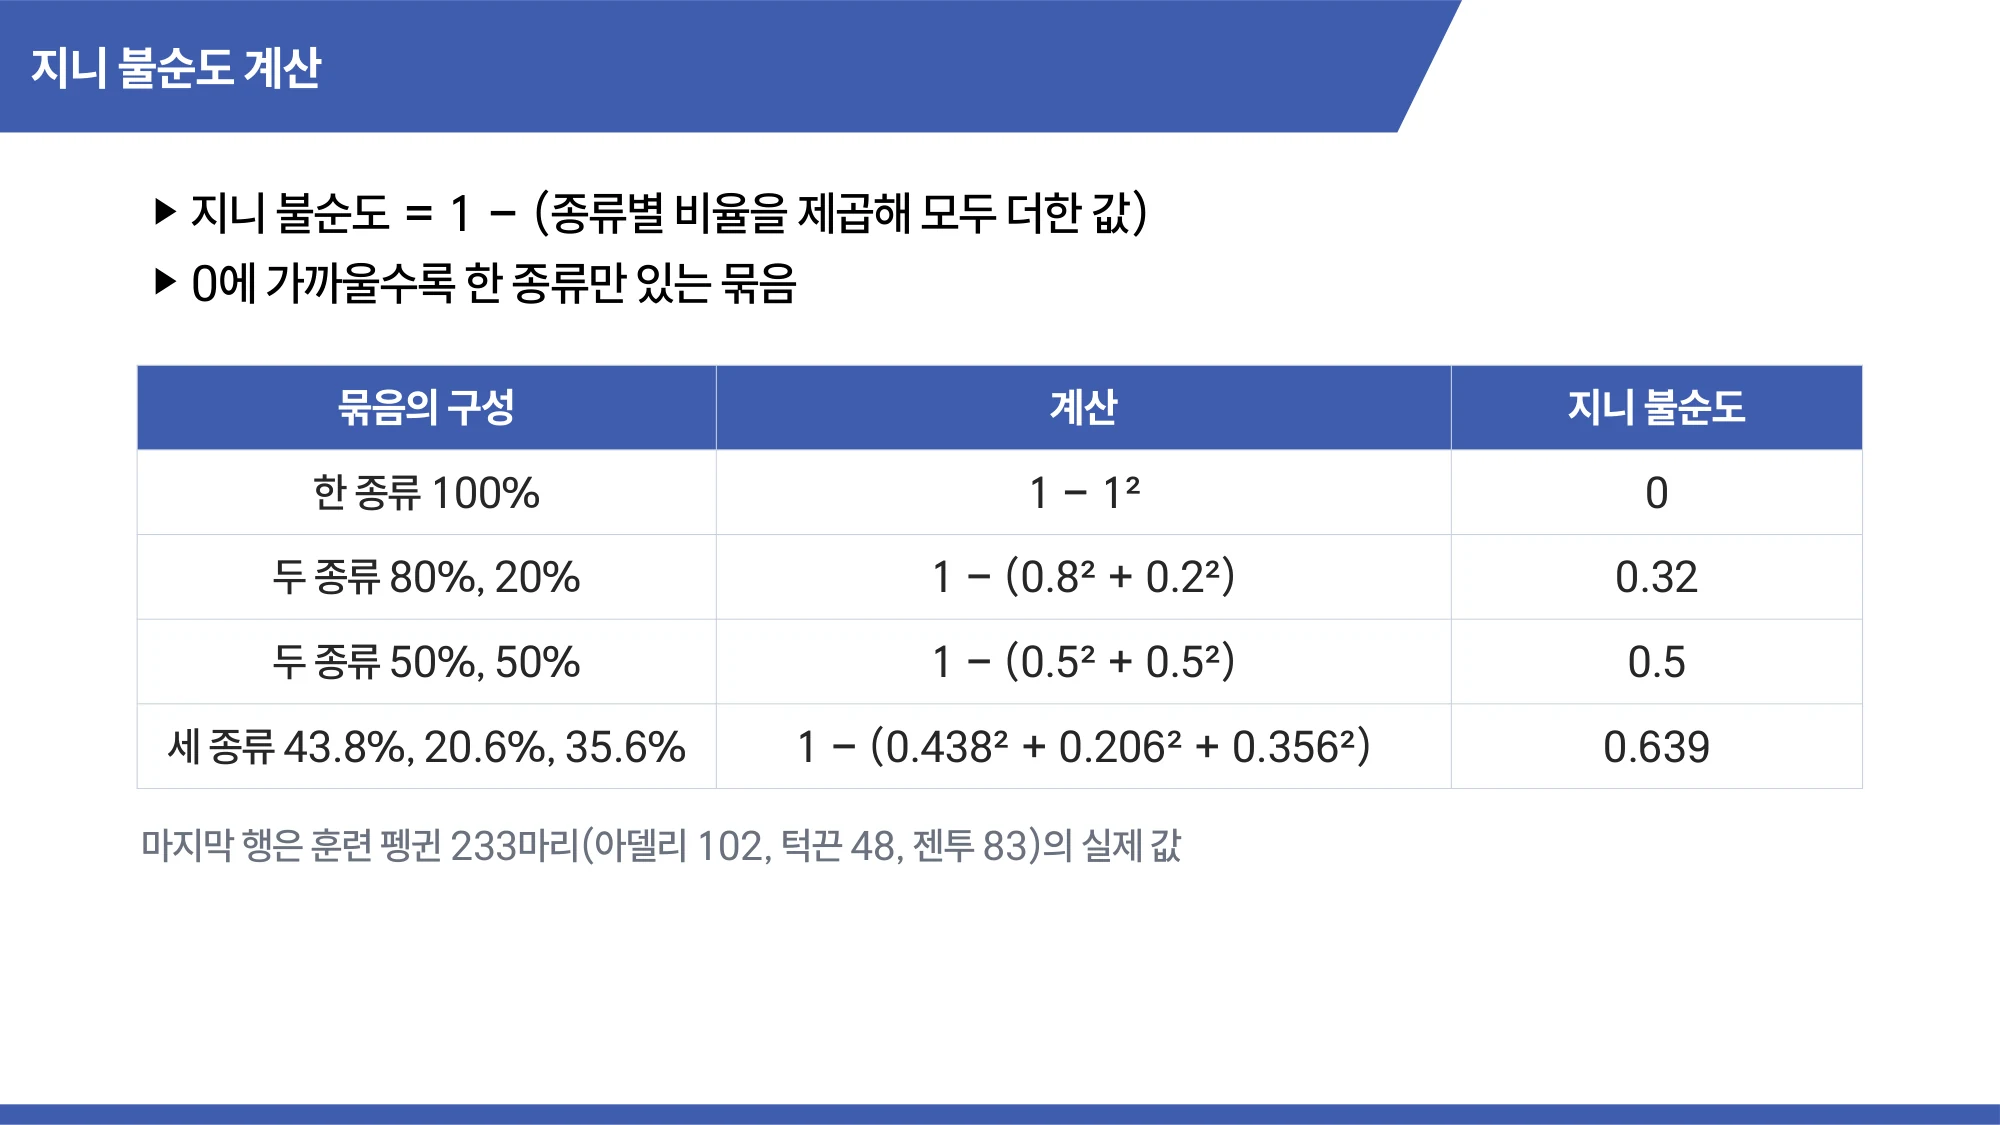 지니 불순도 계산
▶ 지니 불순도 = 1 − (종류별 비율을 제곱해 모두 더한 값)
▶ 0에 가까울수록 한 종류만 있는 묶음
묶음의 구성 계산 지니 불순도
한 종류 100% 1 − 1² 0
두 종류 80%, 20% 1 − (0.8² + 0.2²) 0.32
두 종류 50%, 50% 1 − (0.5² + 0.5²) 0.5
세 종류 43.8%, 20.6%, 35.6% 1 − (0.438² + 0.206² + 0.356²) 0.639
마지막 행은 훈련 펭귄 233마리(아델리 102, 턱끈 48, 젠투 83)의 실제 값